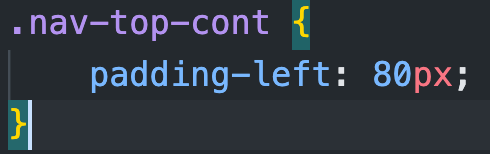 .nav-top-cont {
    padding-left: 80px;
}